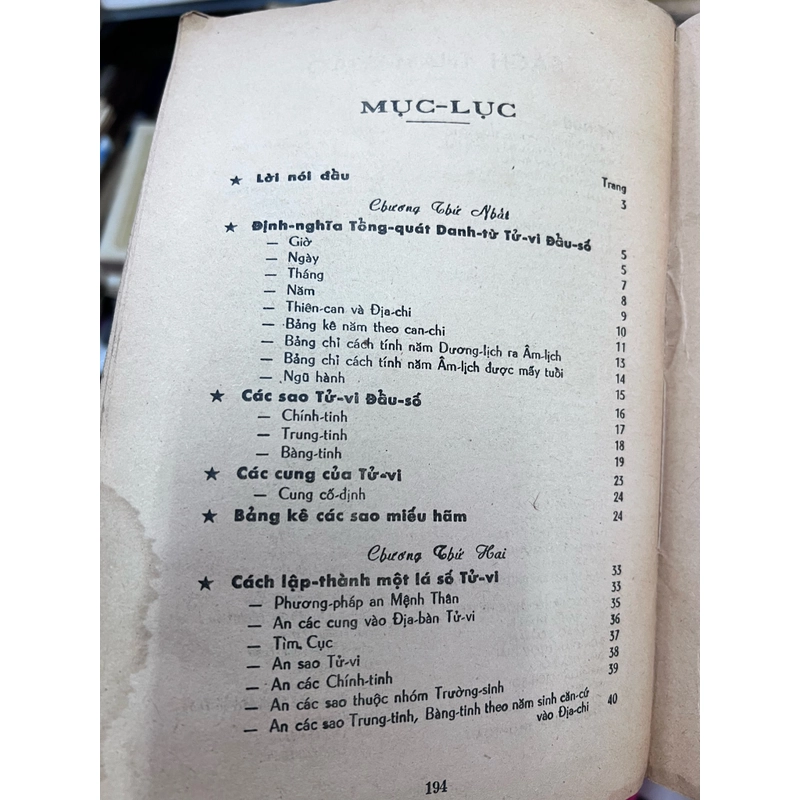 MỤC-LỤC
Trang
★ Lời nói đầu 3
Chương Thứ Nhất
★ Định-nghĩa Tổng-quát Danh-từ Tử-vi Đầu-số 5
— Giờ 5
— Ngày 7
— Tháng 8
— Năm 9
— Thiên-can và Địa-chi 10
— Bảng kê năm theo can-chi 11
— Bảng chỉ cách tính năm Dương-lịch ra Âm-lịch 13
— Bảng chỉ cách tính năm Âm-lịch được mấy tuổi 14
— Ngũ hành 15
★ Các sao Tử-vi Đầu-số 16
— Chính-tinh 17
— Trung-tinh 18
— Bàng-tinh 19
★ Các cung của Tử-vi 23
— Cung cố-định 24
★ Bảng kê các sao miếu hãm 24
Chương Thứ Hai
★ Cách lập-thành một lá số Tử-vi 33
— Phương-pháp an Mệnh Thân 33
— An các cung vào Địa-bàn Tử-vi 35
— Tìm Cục 36
— An sao Tử-vi 37
— An các Chính-tinh 38
— An các sao thuộc nhóm Trường-sinh 39
— An các sao Trung-tinh, Bàng-tinh theo năm sinh căn-cứ
vào Địa-chi 40
194